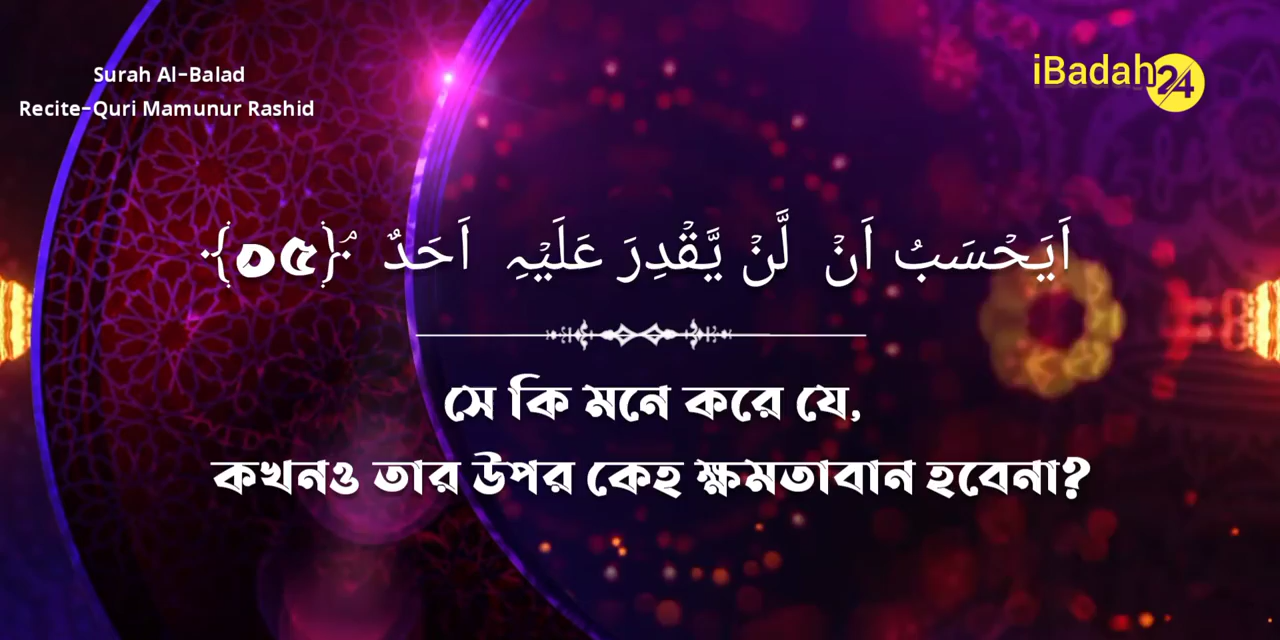 Surah Al-Balad
Recite-Quri Mamunur Rashid
iBadah24
اَیَحْسَبُ اَنْ لَّنْ یَّقْدِرَ عَلَیْہِ اَحَدٌ ۘ﴿০৫﴾
সে কি মনে করে যে,
কখনও তার উপর কেহ ক্ষমতাবান হবেনা?